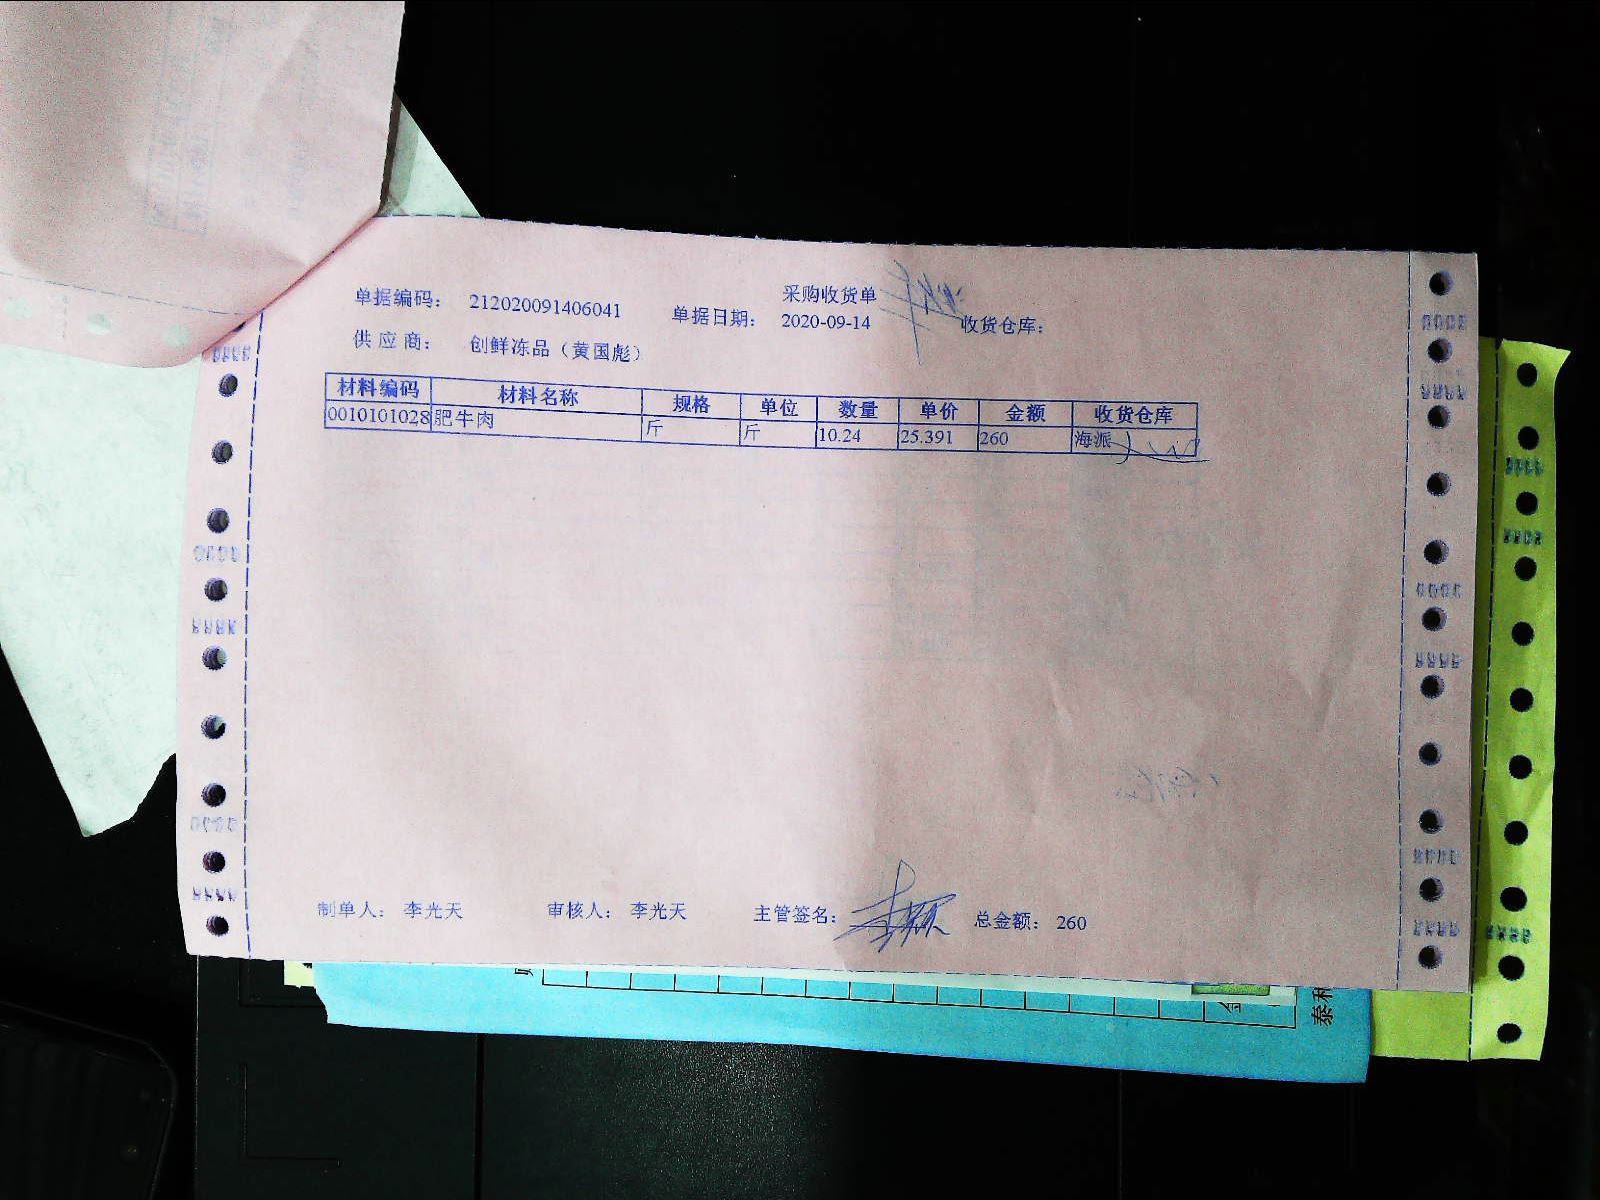 采购收货单
单据编码： 212020091406041 单据日期： 2020-09-14 收货仓库：
供应商： 创鲜冻品（黄国彪）
材料编码 材料名称 规格 单位 数量 单价 金额 收货仓库
0010101028 肥牛肉 斤 斤 10.24 25.391 260 海派
制单人： 李光天 审核人： 李光天 主管签名： 总金额： 260
金
泰和